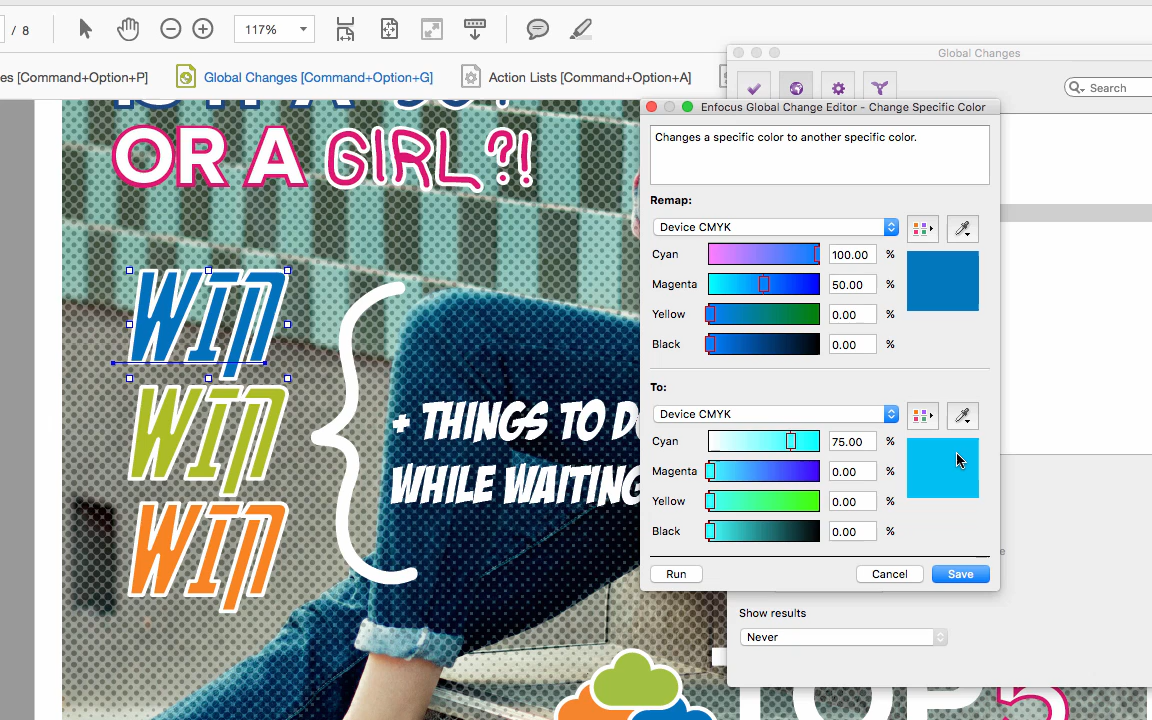 / 8
117%
es [Command+Option+P]
Global Changes [Command+Option+G]
Action Lists [Command+Option+A]
Global Changes
Search
Enfocus Global Change Editor - Change Specific Color
Changes a specific color to another specific color.
Remap:
Device CMYK
Cyan 100.00 %
Magenta 50.00 %
Yellow 0.00 %
Black 0.00 %
To:
Device CMYK
Cyan 75.00 %
Magenta 0.00 %
Yellow 0.00 %
Black 0.00 %
Run
Cancel
Save
Show results
Never
OR A GIRL?!
WIN
WIN
WIN
+ THINGS TO D
WHILE WAITING
TOP 5